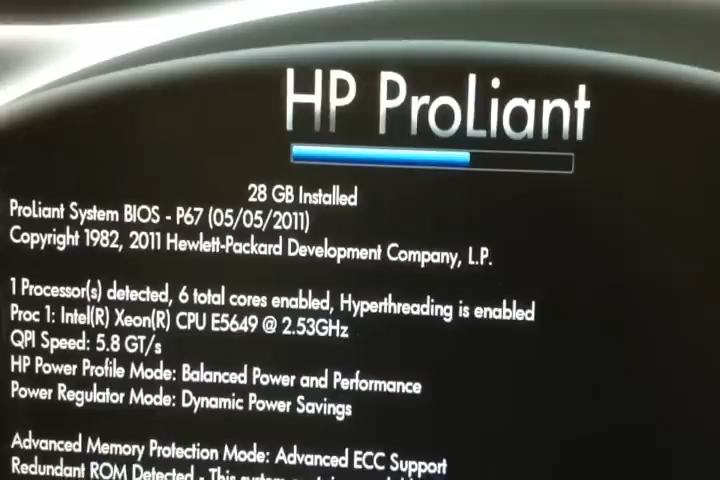 HP ProLiant
28 GB Installed
ProLiant System BIOS - P67 (05/05/2011)
Copyright 1982, 2011 Hewlett-Packard Development Company, L.P.
1 Processor(s) detected, 6 total cores enabled, Hyperthreading is enabled
Proc 1: Intel(R) Xeon(R) CPU E5649 @ 2.53GHz
QPI Speed: 5.8 GT/s
HP Power Profile Mode: Balanced Power and Performance
Power Regulator Mode: Dynamic Power Savings
Advanced Memory Protection Mode: Advanced ECC Support
Redundant ROM Detected - This system